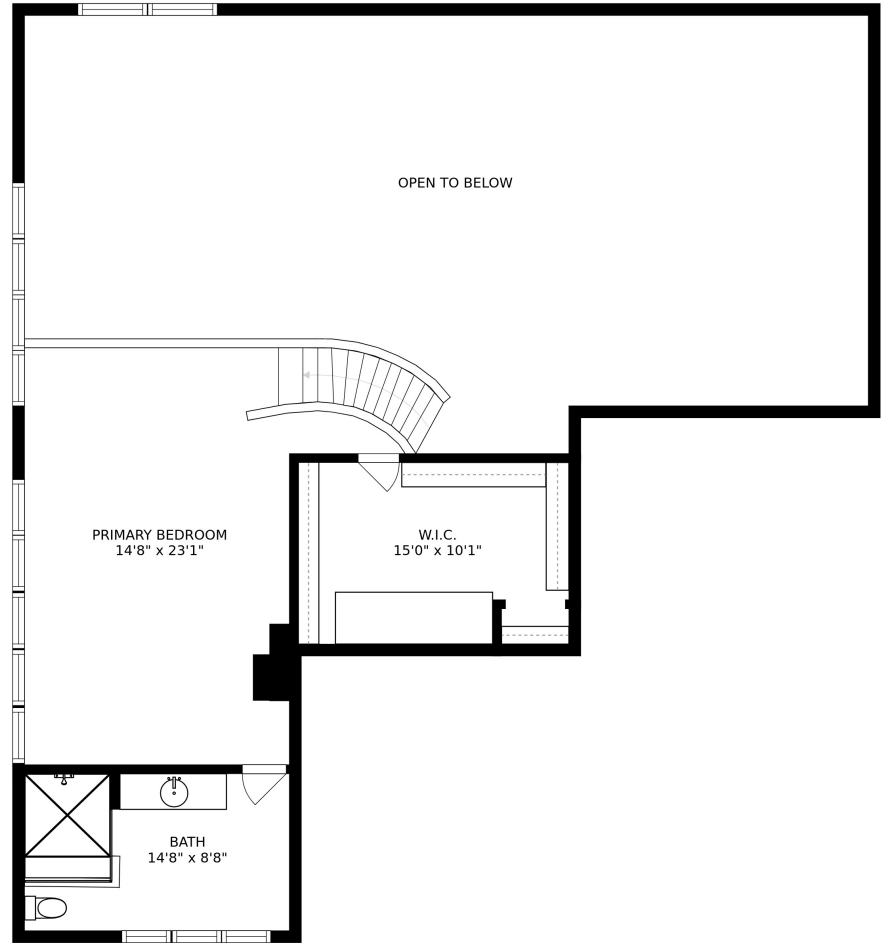 OPEN TO BELOW
PRIMARY BEDROOM
14'8" x 23'1"
W.I.C.
15'0" x 10'1"
BATH
14'8" x 8'8"